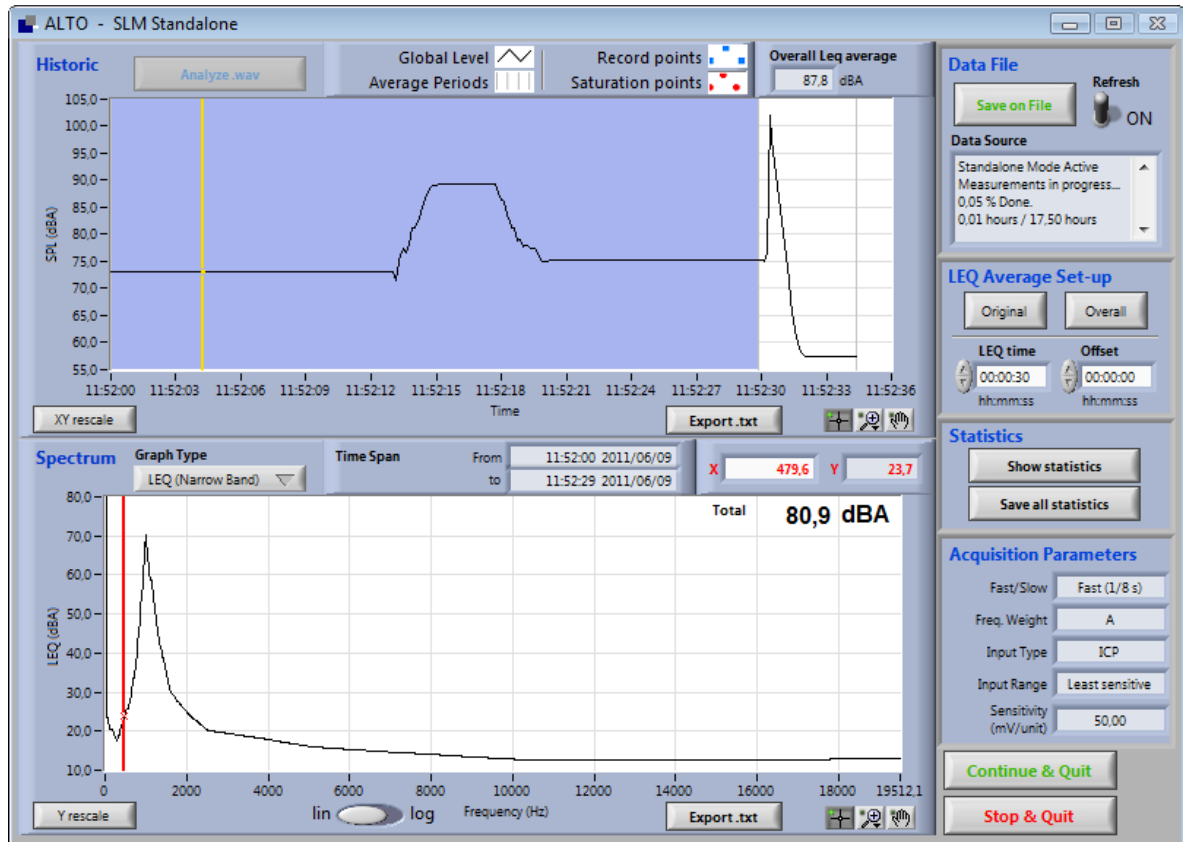 ALTO - SLM Standalone
Historic
Analyze .wav
Global Level
Average Periods
Record points
Saturation points
Overall Leq average
87,8 dBA
105,0
100,0
95,0
90,0
85,0
80,0
75,0
70,0
65,0
60,0
55,0
SPL (dBA)
11:52:00 11:52:03 11:52:06 11:52:09 11:52:12 11:52:15 11:52:18 11:52:21 11:52:24 11:52:27 11:52:30 11:52:33 11:52:36
Time
XY rescale
Export .txt
Spectrum
Graph Type
LEQ (Narrow Band)
Time Span
From 11:52:00 2011/06/09
to 11:52:29 2011/06/09
X 479,6 Y 23,7
Total 80,9 dBA
80,0
70,0
60,0
50,0
40,0
30,0
20,0
10,0
LEQ (dBA)
0 2000 4000 6000 8000 10000 12000 14000 16000 18000 19512,1
Y rescale
lin log
Frequency (Hz)
Export .txt
Data File
Save on File
Refresh
ON
Data Source
Standalone Mode Active
Measurements in progress...
0,05 % Done.
0,01 hours / 17,50 hours
LEQ Average Set-up
Original Overall
LEQ time Offset
00:00:30 00:00:00
hh:mm:ss hh:mm:ss
Statistics
Show statistics
Save all statistics
Acquisition Parameters
Fast/Slow Fast (1/8 s)
Freq. Weight A
Input Type ICP
Input Range Least sensitive
Sensitivity
(mV/unit) 50,00
Continue & Quit
Stop & Quit